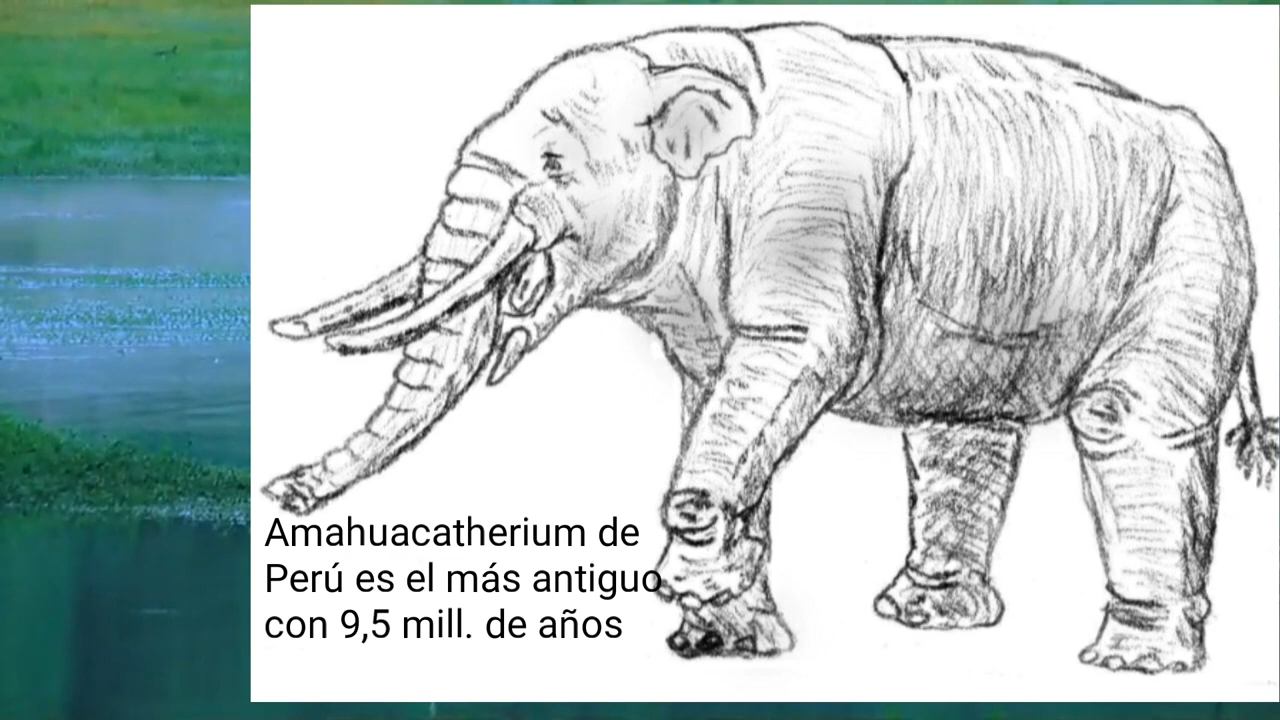 Amahuacatherium de
Perú es el más antiguo
con 9,5 mill. de años